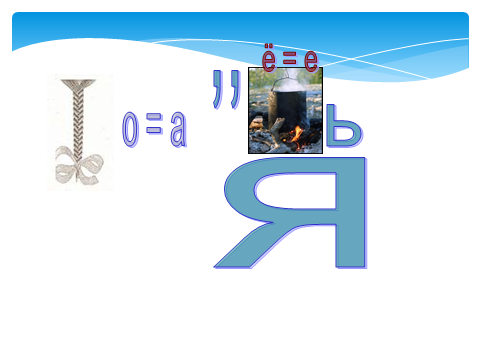 ё = е
о = а ,, ь
Я